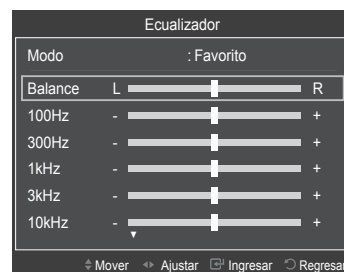 Ecualizador
Modo : Favorito
Balance L R
100Hz - +
300Hz - +
1kHz - +
3kHz - +
10kHz - +
Mover Ajustar Ingresar Regresar